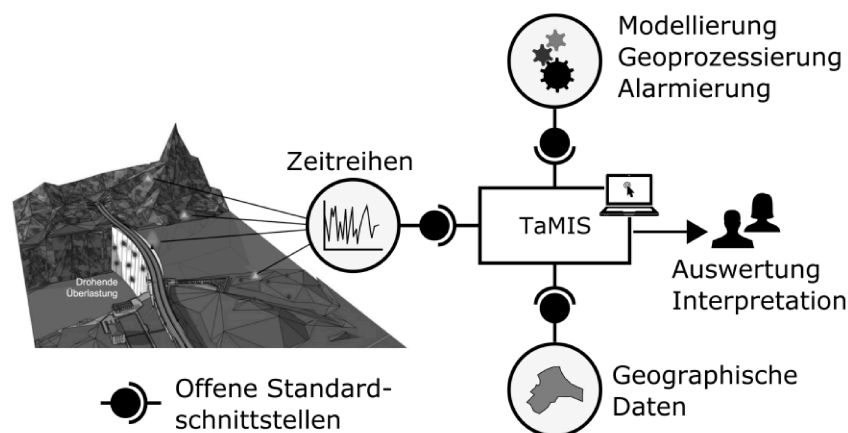 Modellierung
Geoprozessierung
Alarmierung
Zeitreihen
TaMIS
Drohende
Überlastung
Auswertung
Interpretation
Geographische
Daten
Offene Standard-
schnittstellen